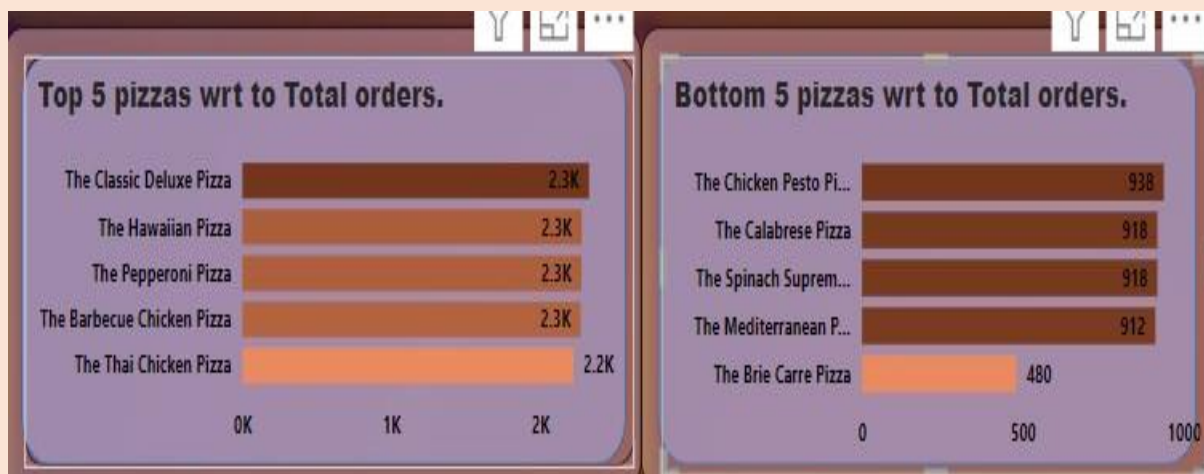 Top 5 pizzas wrt to Total orders.
The Classic Deluxe Pizza 2.3K
The Hawaiian Pizza 2.3K
The Pepperoni Pizza 2.3K
The Barbecue Chicken Pizza 2.3K
The Thai Chicken Pizza 2.2K
0K 1K 2K
Bottom 5 pizzas wrt to Total orders.
The Chicken Pesto Pi... 938
The Calabrese Pizza 918
The Spinach Suprem... 918
The Mediterranean P... 912
The Brie Carre Pizza 480
0 500 1000